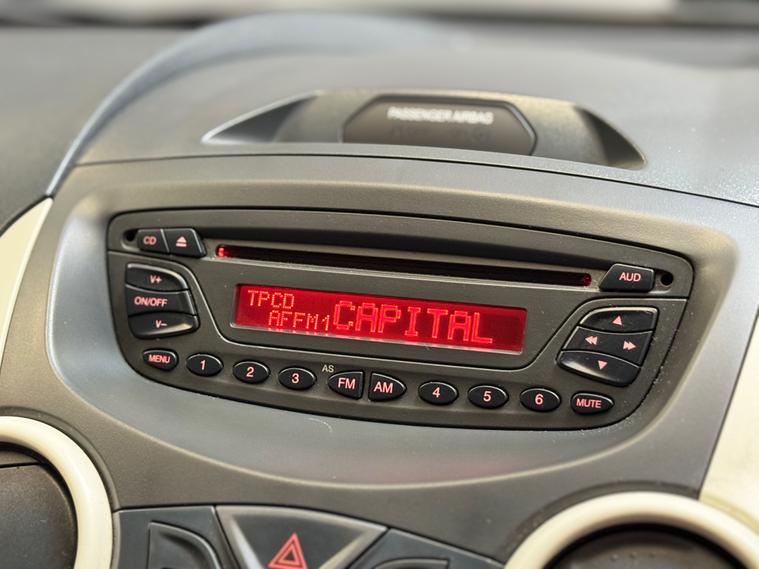 PASSENGER AIRBAG
CD
AUD
V+
ON/OFF
V-
TPCD
AFFM1 CAPITAL
MENU
1
2
3
AS
FM
AM
4
5
6
MUTE